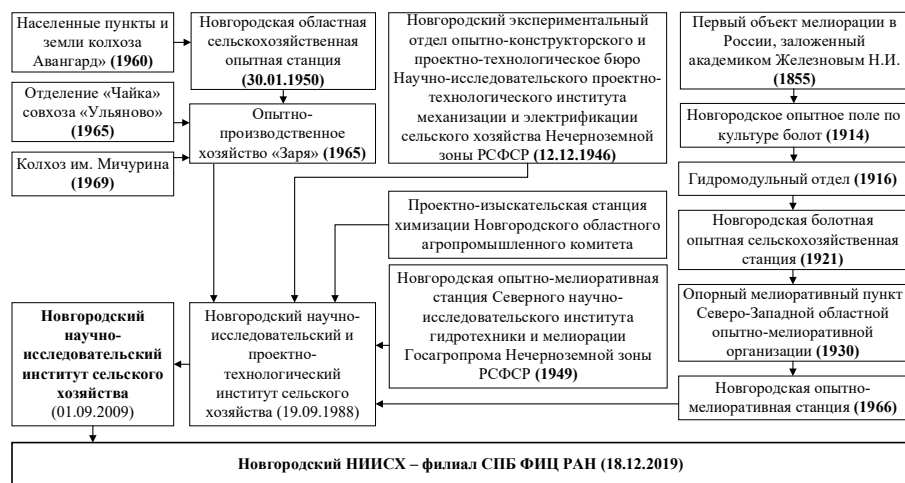 Населенные пункты и
земли колхоза
Авангард» (1960)
Отделение «Чайка»
совхоза «Ульяново»
(1965)
Колхоз им. Мичурина
(1969)
Новгородская областная
сельскохозяйственная
опытная станция
(30.01.1950)
Опытно-
производственное
хозяйство «Заря» (1965)
Новгородский экспериментальный
отдел опытно-конструкторского и
проектно-технологическое бюро
Научно-исследовательского проектно-
технологического института
механизации и электрификации
сельского хозяйства Нечерноземной
зоны РСФСР (12.12.1946)
Проектно-изыскательская станция
химизации Новгородского областного
агропромышленного комитета
Новгородская опытно-мелиоративная
станция Северного научно-
исследовательского института
гидротехники и мелиорации
Госагропрома Нечерноземной зоны
РСФСР (1949)
Первый объект мелиорации в
России, заложенный
академиком Железновым Н.И.
(1855)
Новгородское опытное поле по
культуре болот (1914)
Гидромодульный отдел (1916)
Новгородская болотная
опытная сельскохозяйственная
станция (1921)
Опорный мелиоративный пункт
Северо-Западной областной
опытно-мелиоративной
организации (1930)
Новгородская опытно-
мелиоративная станция (1966)
Новгородский научно-
исследовательский и
проектно-
технологический
институт сельского
хозяйства (19.09.1988)
Новгородский
научно-
исследовательский
институт сельского
хозяйства
(01.09.2009)
Новгородский НИИСХ – филиал СПБ ФИЦ РАН (18.12.2019)